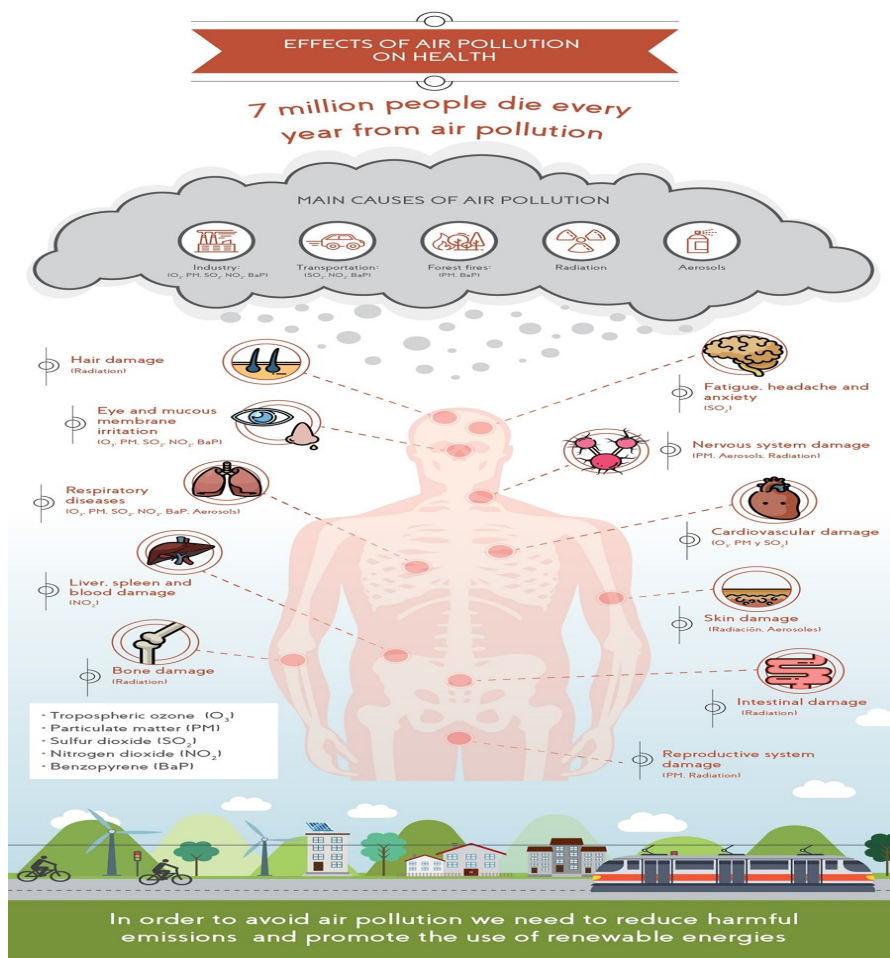 EFFECTS OF AIR POLLUTION
ON HEALTH
7 million people die every
year from air pollution
MAIN CAUSES OF AIR POLLUTION
Industry:
(O₃, PM, SO₂, NO₂, BaP)
Transportation:
(SO₂, NO₂, BaP)
Forest fires:
(PM, BaP)
Radiation
Aerosols
Hair damage
(Radiation)
Eye and mucous
membrane
irritation
(O₃, PM, SO₂, NO₂, BaP)
Respiratory
diseases
(O₃, PM, SO₂, NO₂, BaP, Aerosols)
Liver, spleen and
blood damage
(NO₂)
Bone damage
(Radiation)
Fatigue, headache and
anxiety
(SO₂)
Nervous system damage
(PM, Aerosols, Radiation)
Cardiovascular damage
(O₃, PM y SO₂)
Skin damage
(Radiación, Aerosoles)
Intestinal damage
(Radiation)
Reproductive system
damage
(PM, Radiation)
- Tropospheric ozone (O₃)
- Particulate matter (PM)
- Sulfur dioxide (SO₂)
- Nitrogen dioxide (NO₂)
- Benzopyrene (BaP)
In order to avoid air pollution we need to reduce harmful
emissions and promote the use of renewable energies